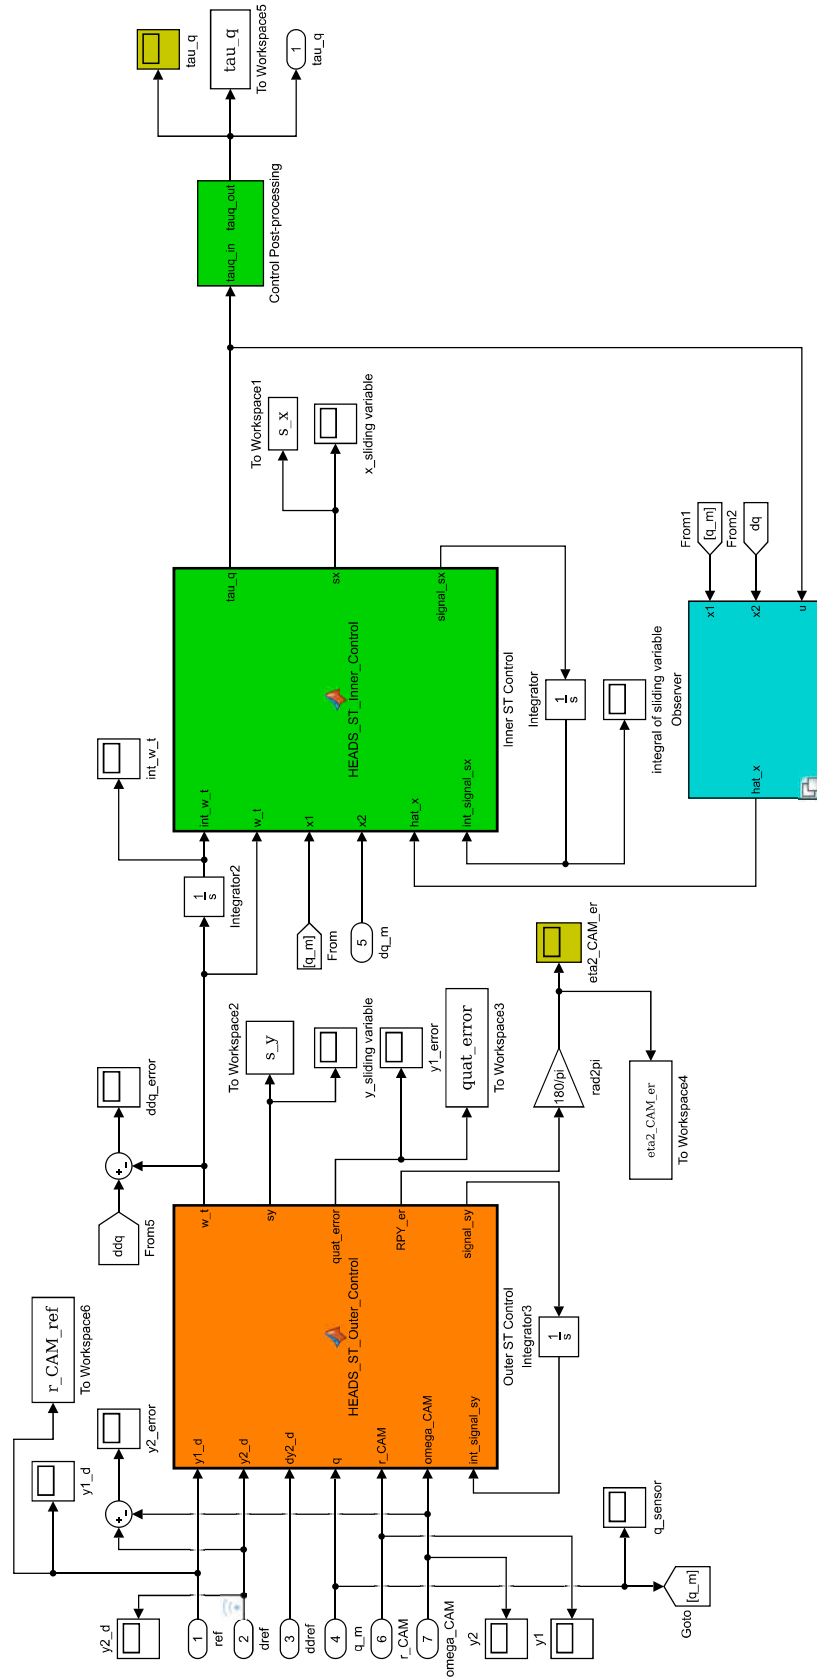 y2_d
1
ref
2
dref
3
ddref
4
q_m
6
r_CAM
7
omega_CAM
y2
y1
Goto
[q_m]
q_sensor
y1_d
r_CAM_ref
To Workspace6
y2_error
+
-
y1_d
y2_d
dy2_d
q
r_CAM
omega_CAM
int_signal_sy
HEADS_ST_Outer_Control
w_t
sy
quat_error
RPY_er
signal_sy
Outer ST Control
Integrator3
1
s
ddq
From5
+
-
ddq_error
To Workspace2
s_y
y_sliding variable
y1_error
quat_error
To Workspace3
180/pi
rad2pi
eta2_CAM_er
eta2_CAM_er
To Workspace4
1
s
Integrator2
int_w_t
[q_m]
From
5
dq_m
int_w_t
w_t
x1
x2
hat_x
int_signal_sx
HEADS_ST_Inner_Control
tau_q
sx
signal_sx
Inner ST Control
Integrator
1
s
integral of sliding variable
Observer
hat_x
x1
x2
u
From1
[q_m]
From2
dq
To Workspace1
s_x
x_sliding variable
tauq_in
tauq_out
Control Post-processing
tau_q
tau_q
To Workspace5
1
tau_q